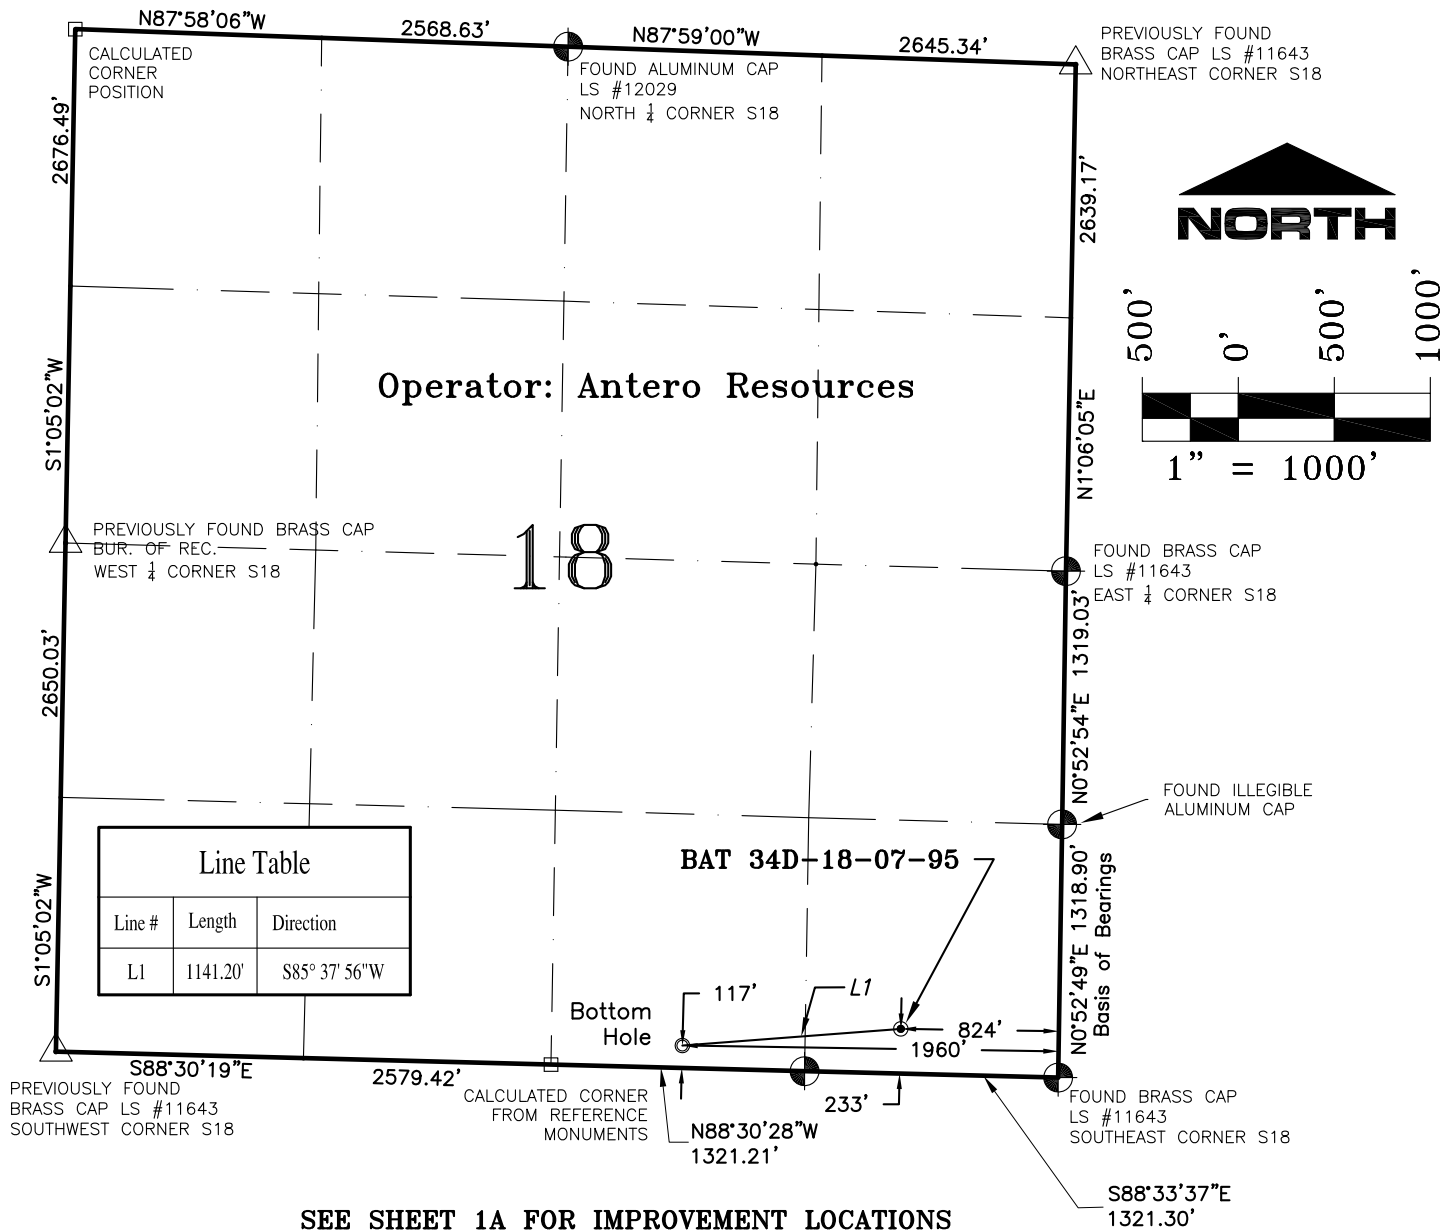 N87°58'06"W
2568.63'
N87°59'00"W
2645.34'
CALCULATED
CORNER
POSITION
FOUND ALUMINUM CAP
LS #12029
NORTH 1/4 CORNER S18
PREVIOUSLY FOUND
BRASS CAP LS #11643
NORTHEAST CORNER S18
2676.49'
2639.17'
NORTH
500'
0'
500'
1000'
1" = 1000'
Operator: Antero Resources
S1°05'02"W
N1°06'05"E
18
PREVIOUSLY FOUND BRASS CAP
BUR. OF REC.
WEST 1/4 CORNER S18
FOUND BRASS CAP
LS #11643
EAST 1/4 CORNER S18
2650.03'
N0°52'54"E 1319.03'
FOUND ILLEGIBLE
ALUMINUM CAP
Line Table
Line # Length Direction
L1 1141.20' S85° 37' 56"W
BAT 34D-18-07-95
S1°05'02"W
N0°52'49"E 1318.90'
Basis of Bearings
Bottom
Hole
117'
L1
824'
1960'
S88°30'19"E
2579.42'
233'
PREVIOUSLY FOUND
BRASS CAP LS #11643
SOUTHWEST CORNER S18
CALCULATED CORNER
FROM REFERENCE
MONUMENTS
N88°30'28"W
1321.21'
FOUND BRASS CAP
LS #11643
SOUTHEAST CORNER S18
S88°33'37"E
1321.30'
SEE SHEET 1A FOR IMPROVEMENT LOCATIONS